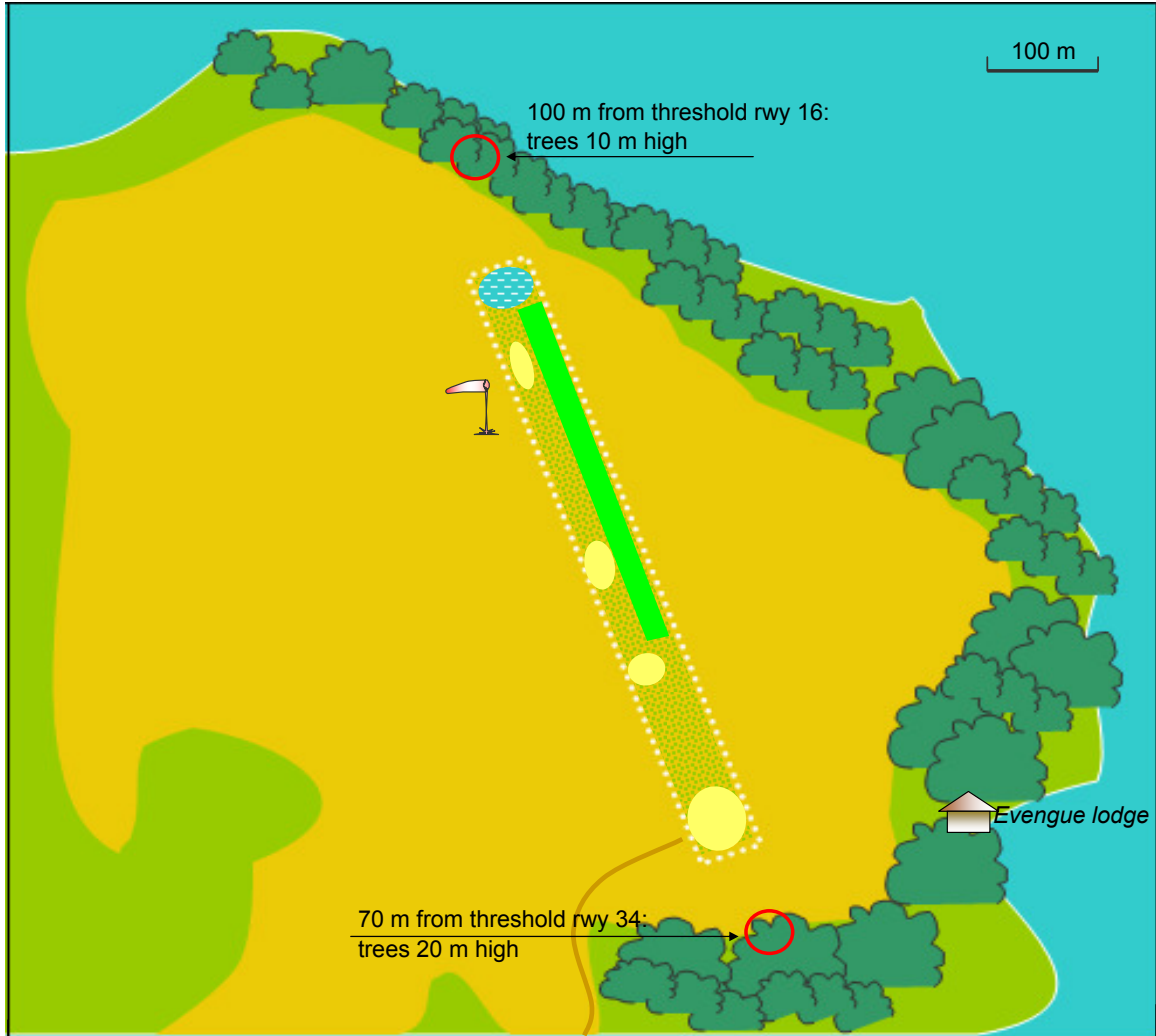 100 m
100 m from threshold rwy 16:
trees 10 m high
Evengue lodge
70 m from threshold rwy 34:
trees 20 m high